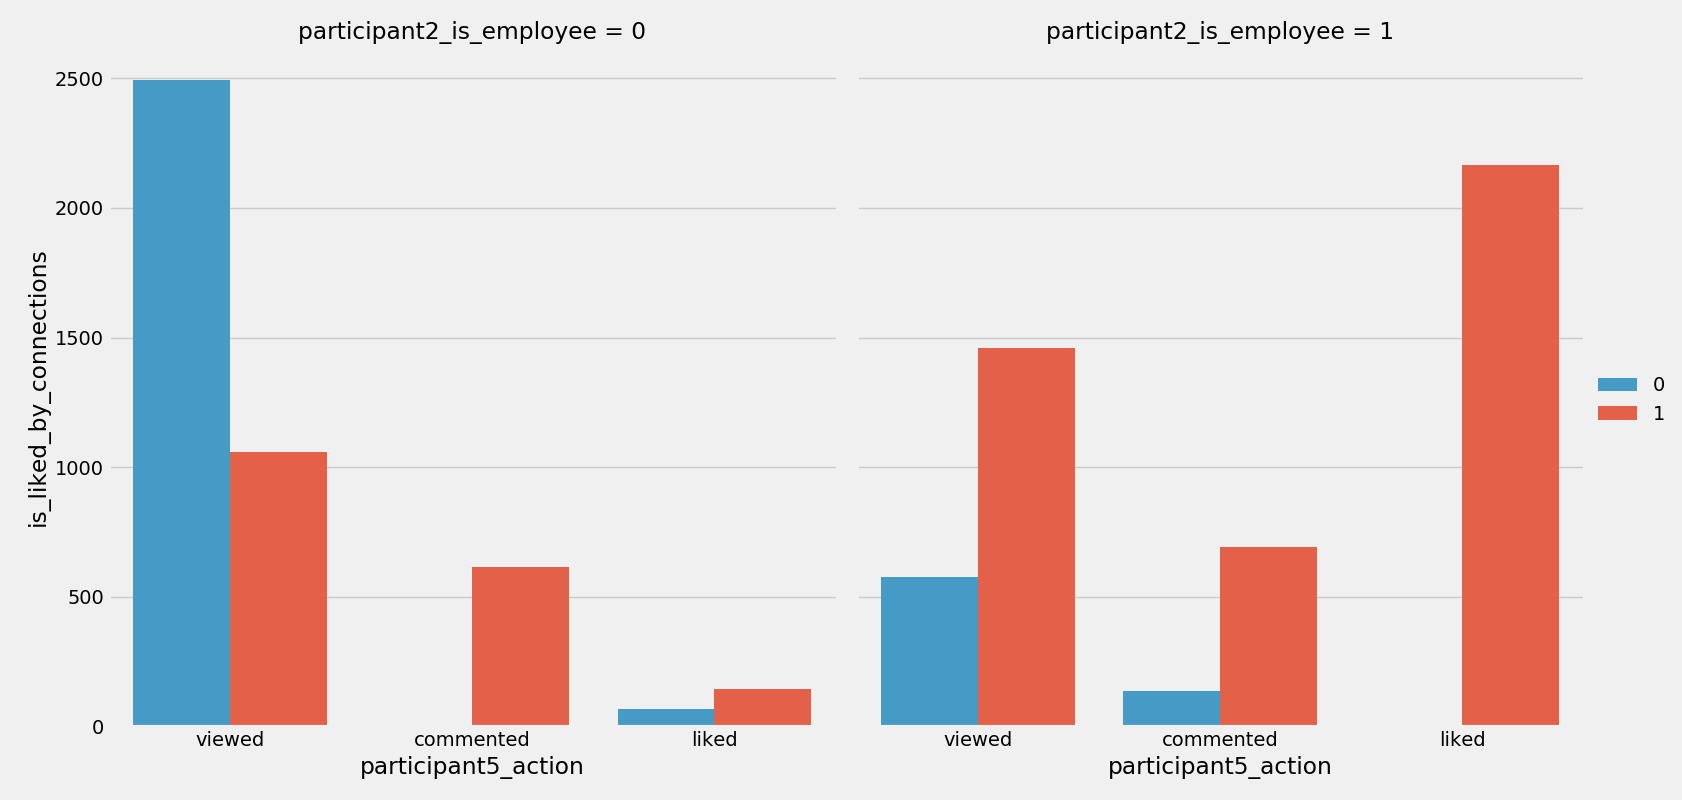 participant2_is_employee = 0
participant2_is_employee = 1
is_liked_by_connections
2500
2000
1500
1000
500
0
viewed
commented
liked
participant5_action
viewed
commented
liked
participant5_action
0
1